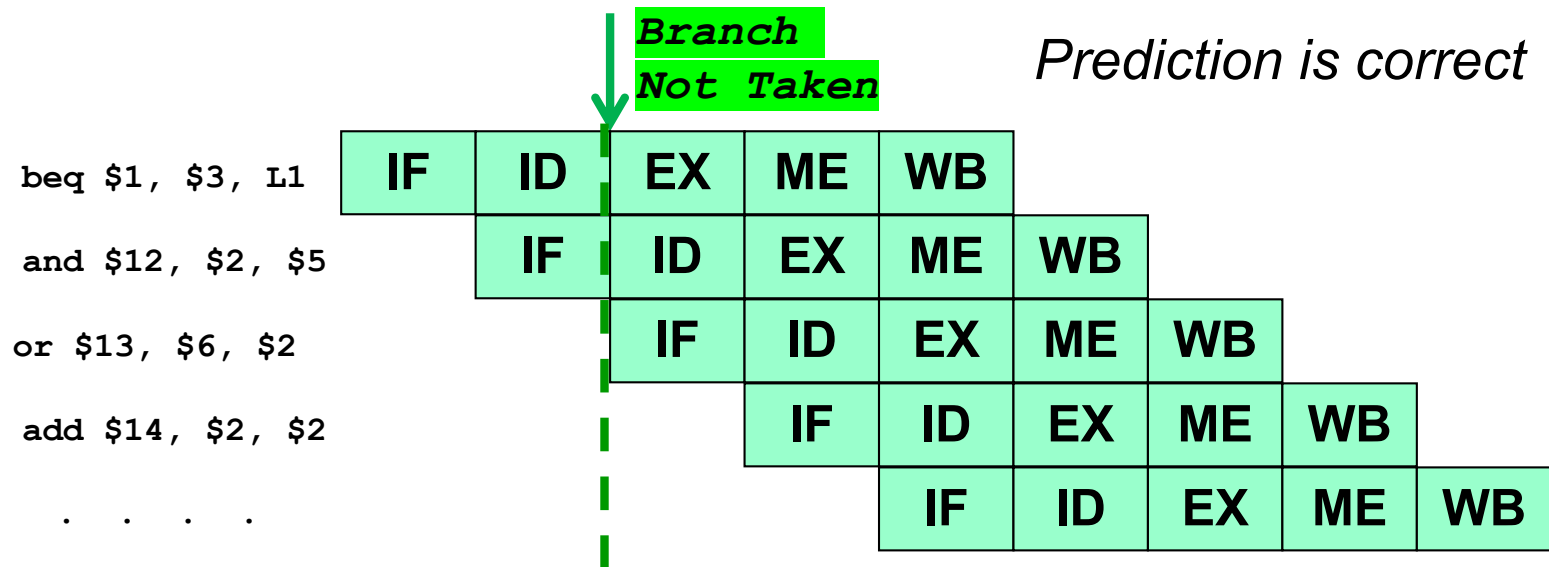 Branch
Not Taken
Prediction is correct
beq $1, $3, L1 IF ID EX ME WB
and $12, $2, $5 IF ID EX ME WB
or $13, $6, $2 IF ID EX ME WB
add $14, $2, $2 IF ID EX ME WB
. . . . IF ID EX ME WB